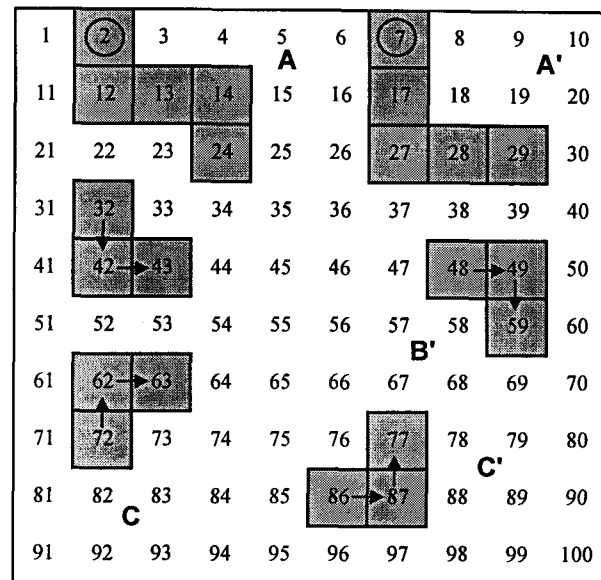 1 2 3 4 5 6 7 8 9 10
A A'
11 12 13 14 15 16 17 18 19 20
21 22 23 24 25 26 27 28 29 30
31 32 33 34 35 36 37 38 39 40
41 42 43 44 45 46 47 48 49 50
51 52 53 54 55 56 57 58 59 60
B'
61 62 63 64 65 66 67 68 69 70
71 72 73 74 75 76 77 78 79 80
C'
81 82 83 84 85 86 87 88 89 90
C
91 92 93 94 95 96 97 98 99 100